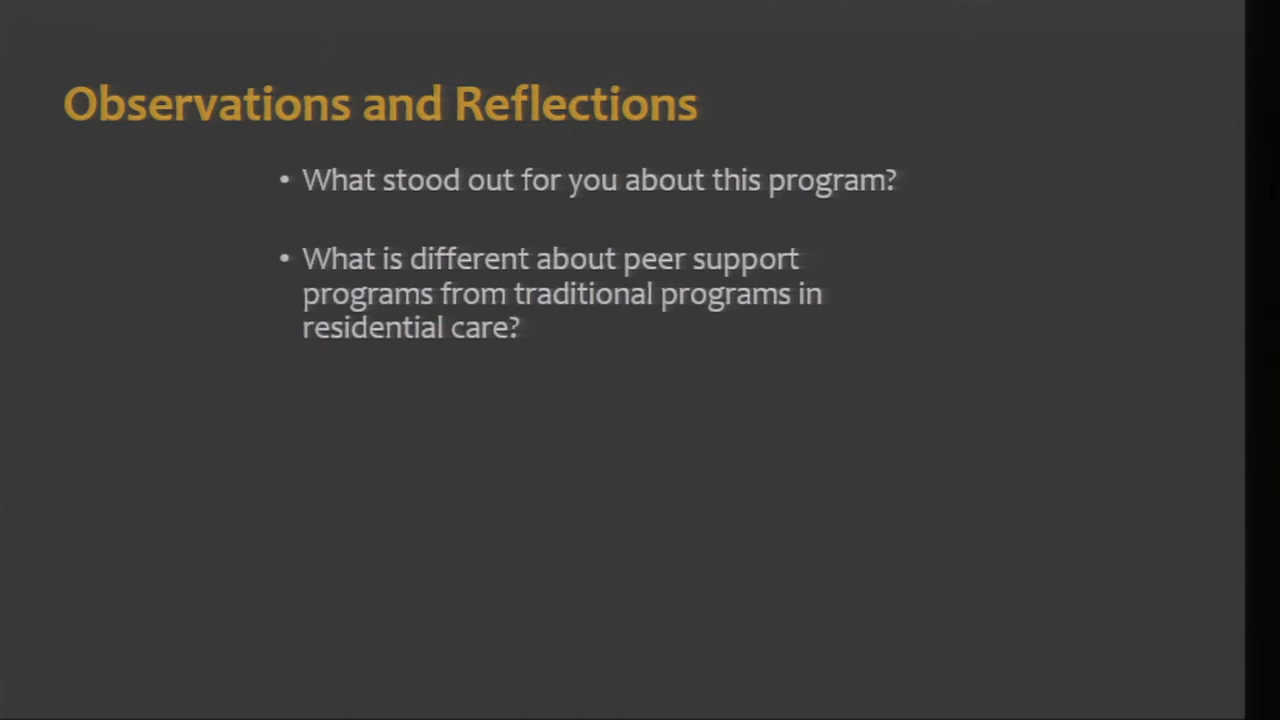 Observations and Reflections
• What stood out for you about this program?
• What is different about peer support
programs from traditional programs in
residential care?